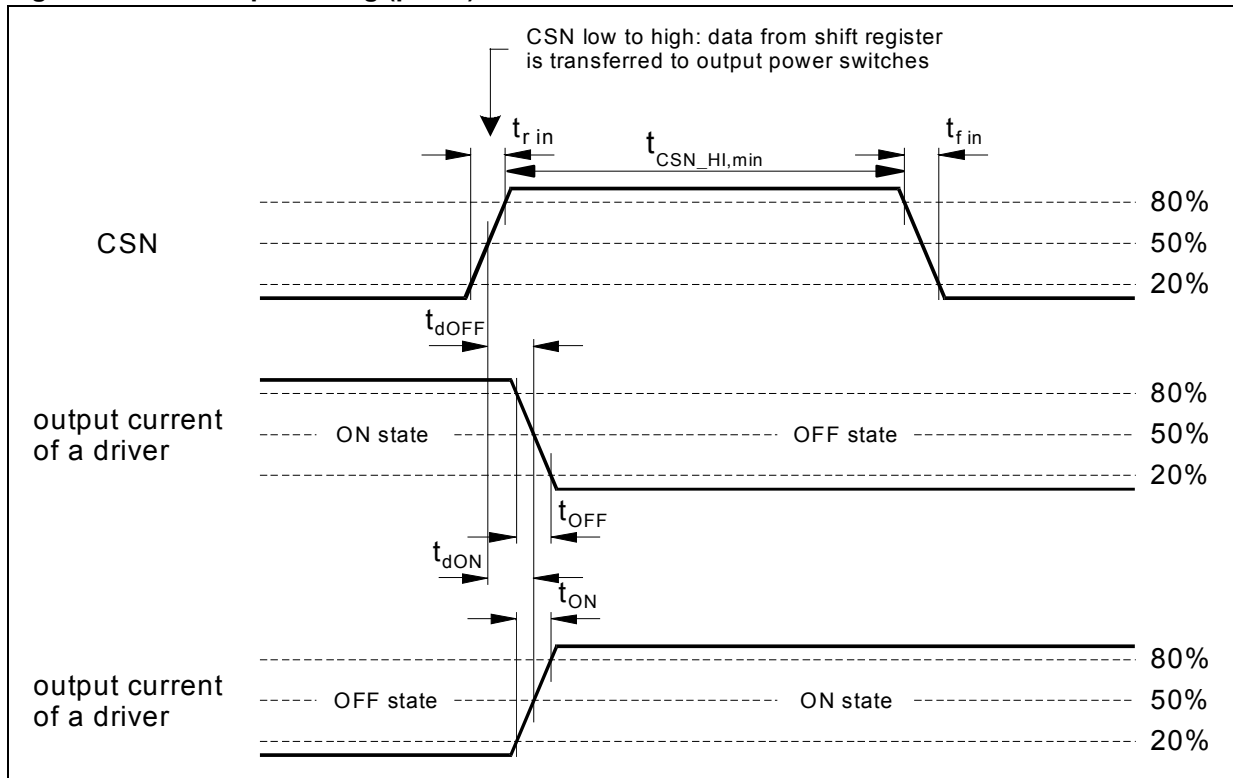 CSN low to high: data from shift register
is transferred to output power switches
t_r in
t_CSN_HI,min
t_f in
CSN
80%
50%
20%
t_dOFF
output current
of a driver
ON state
OFF state
80%
50%
20%
t_OFF
t_dON
t_ON
output current
of a driver
OFF state
ON state
80%
50%
20%